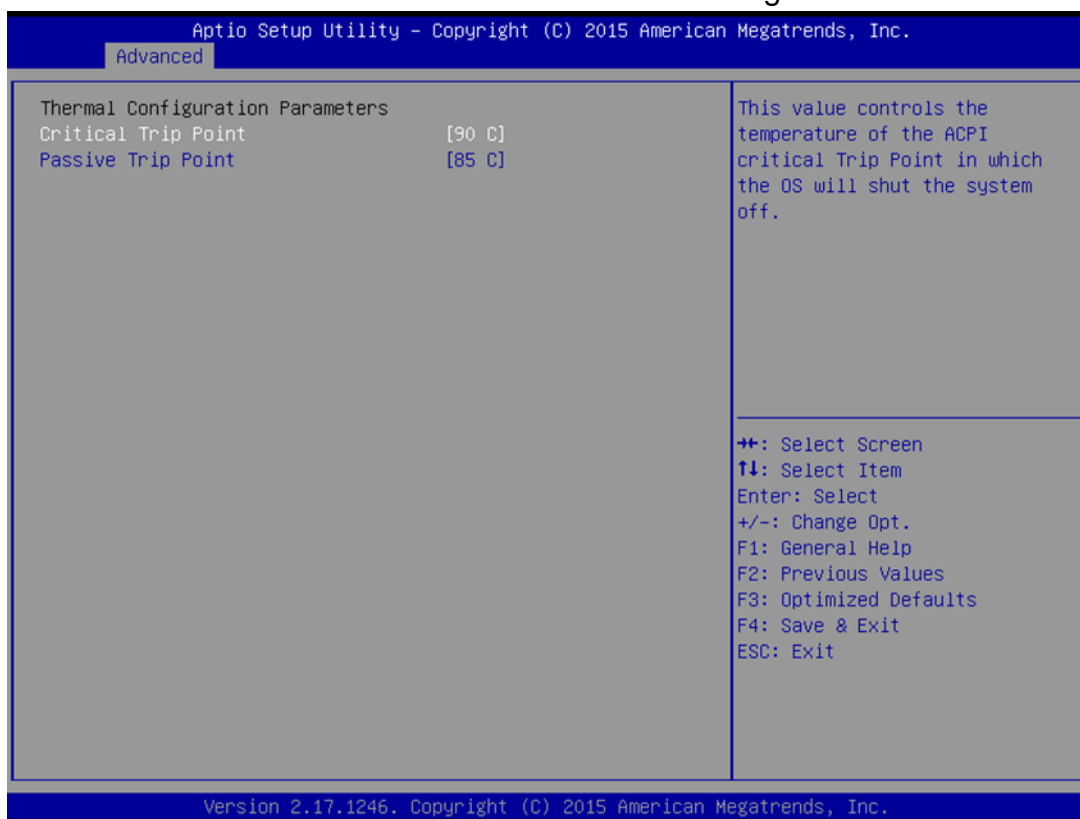 Aptio Setup Utility – Copyright (C) 2015 American Megatrends, Inc.
Advanced
Thermal Configuration Parameters
Critical Trip Point [90 C]
Passive Trip Point [85 C]
This value controls the
temperature of the ACPI
critical Trip Point in which
the OS will shut the system
off.
→←: Select Screen
↑↓: Select Item
Enter: Select
+/-: Change Opt.
F1: General Help
F2: Previous Values
F3: Optimized Defaults
F4: Save & Exit
ESC: Exit
Version 2.17.1246. Copyright (C) 2015 American Megatrends, Inc.